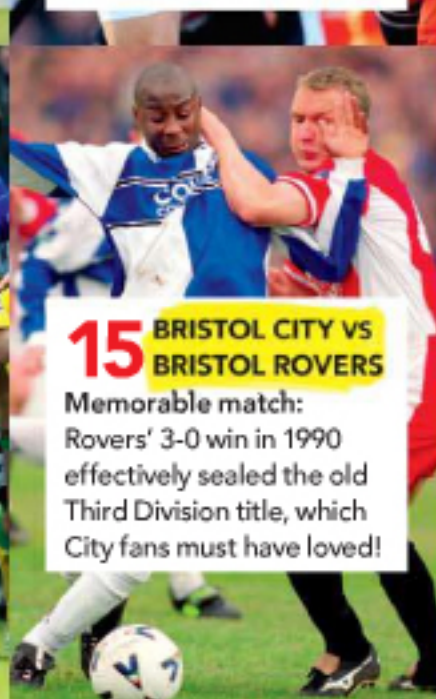 15 BRISTOL CITY VS
BRISTOL ROVERS
Memorable match:
Rovers' 3-0 win in 1990
effectively sealed the old
Third Division title, which
City fans must have loved!